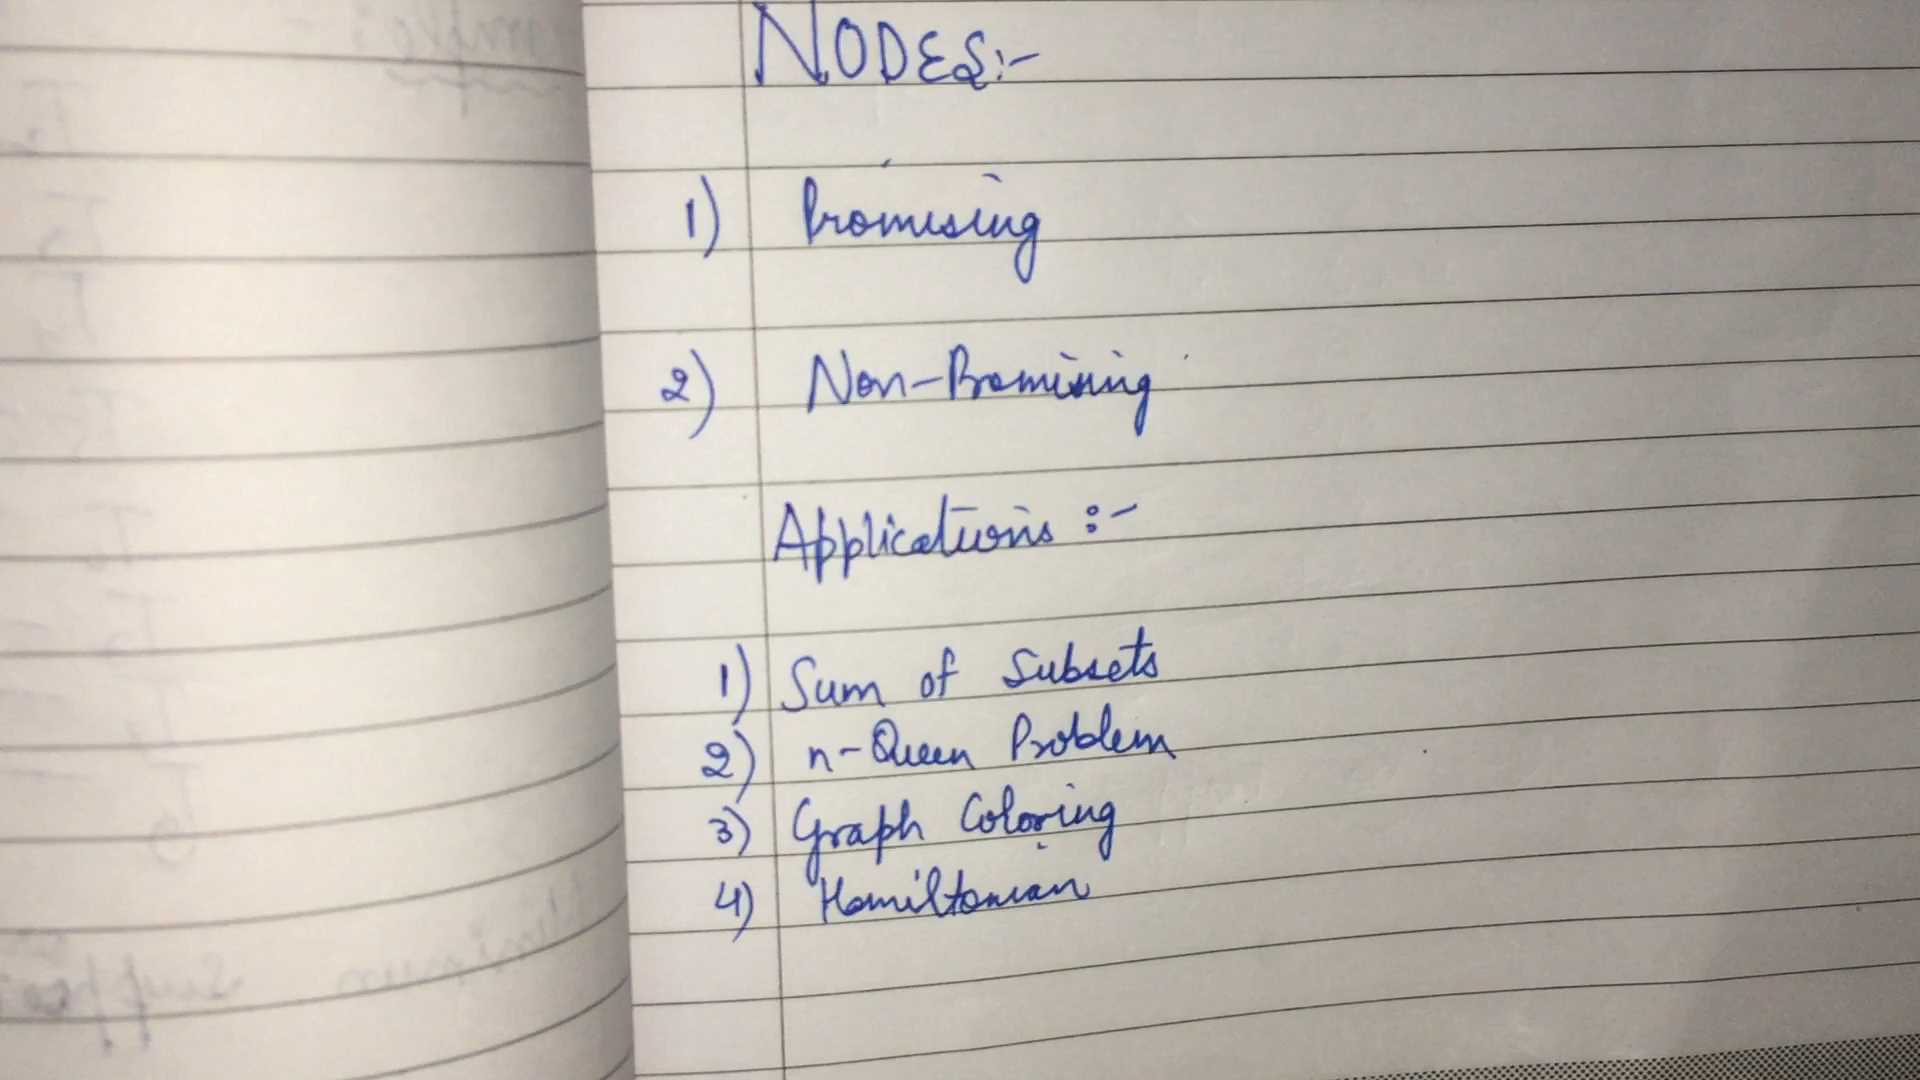 NODES:-
1) Promising
2) Non-Promising
Applications :-
1) Sum of Subsets
2) n-Queen Problem
3) Graph Coloring
4) Hamiltonian